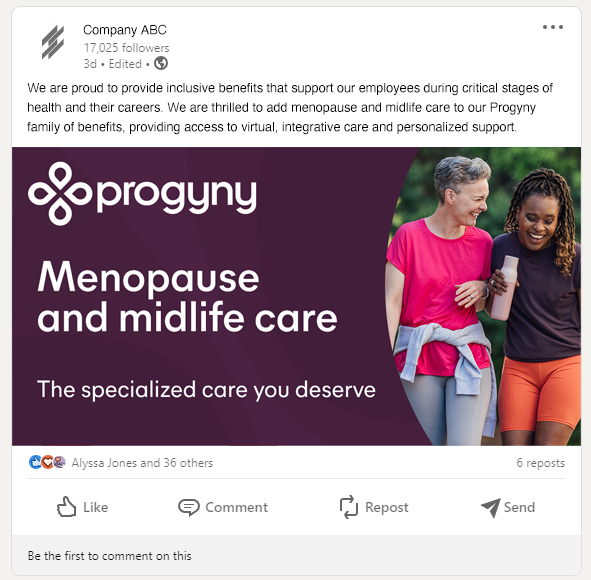 Company ABC
17,025 followers
3d • Edited •
We are proud to provide inclusive benefits that support our employees during critical stages of
health and their careers. We are thrilled to add menopause and midlife care to our Progyny
family of benefits, providing access to virtual, integrative care and personalized support.
progyny
Menopause
and midlife care
The specialized care you deserve
Alyssa Jones and 36 others
6 reposts
Like
Comment
Repost
Send
Be the first to comment on this